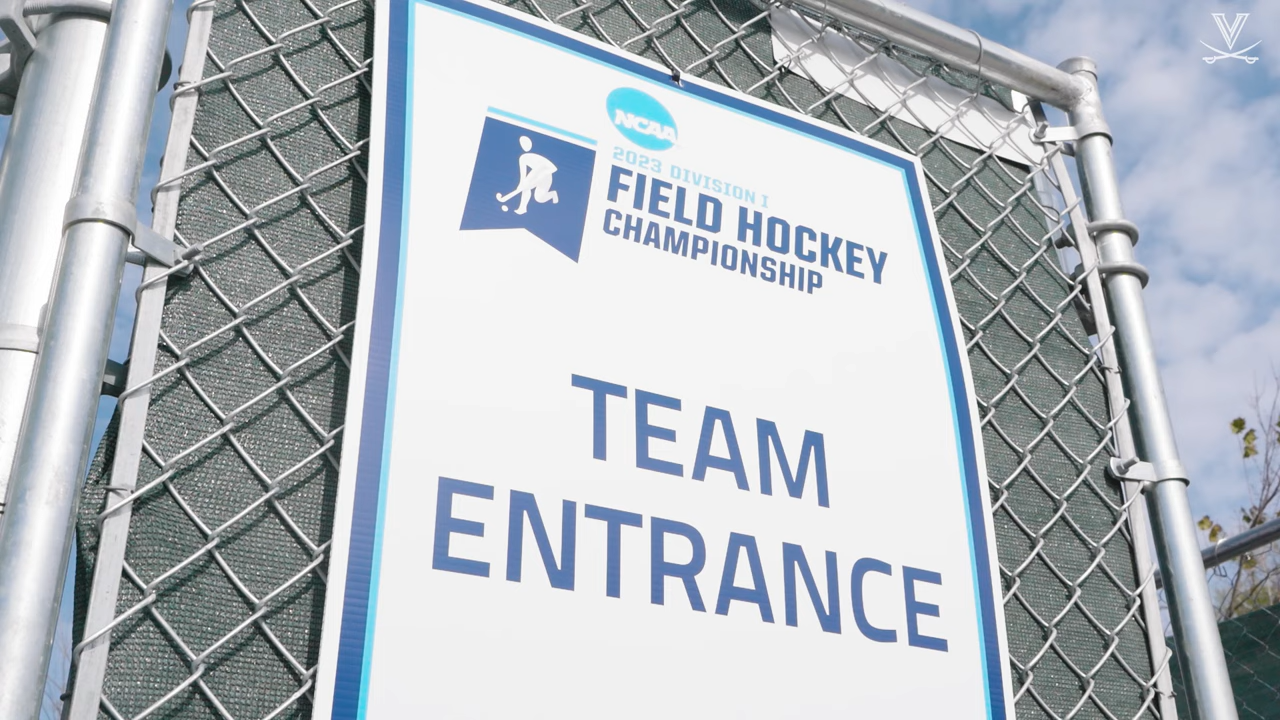 NCAA
2023 DIVISION I
FIELD HOCKEY
CHAMPIONSHIP
TEAM
ENTRANCE
V